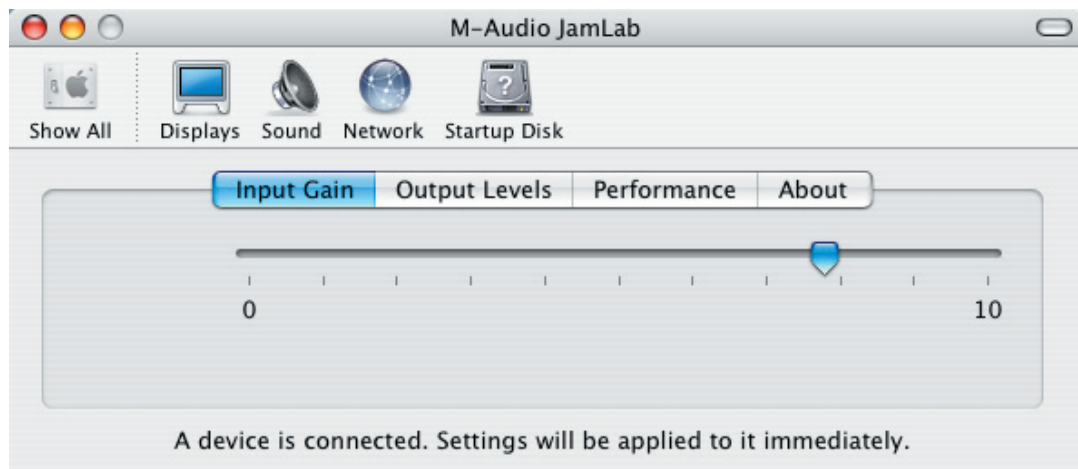 M-Audio JamLab
Show All
Displays
Sound
Network
Startup Disk
?
Input Gain
Output Levels
Performance
About
0
10
A device is connected. Settings will be applied to it immediately.